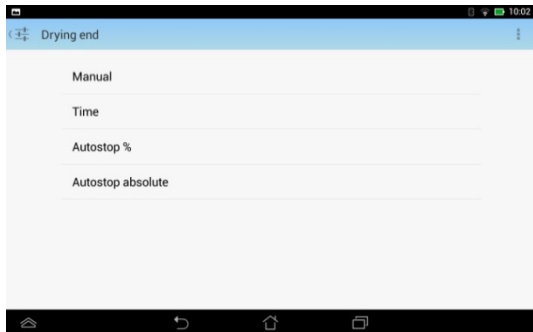 10:02
Drying end
Manual
Time
Autostop %
Autostop absolute